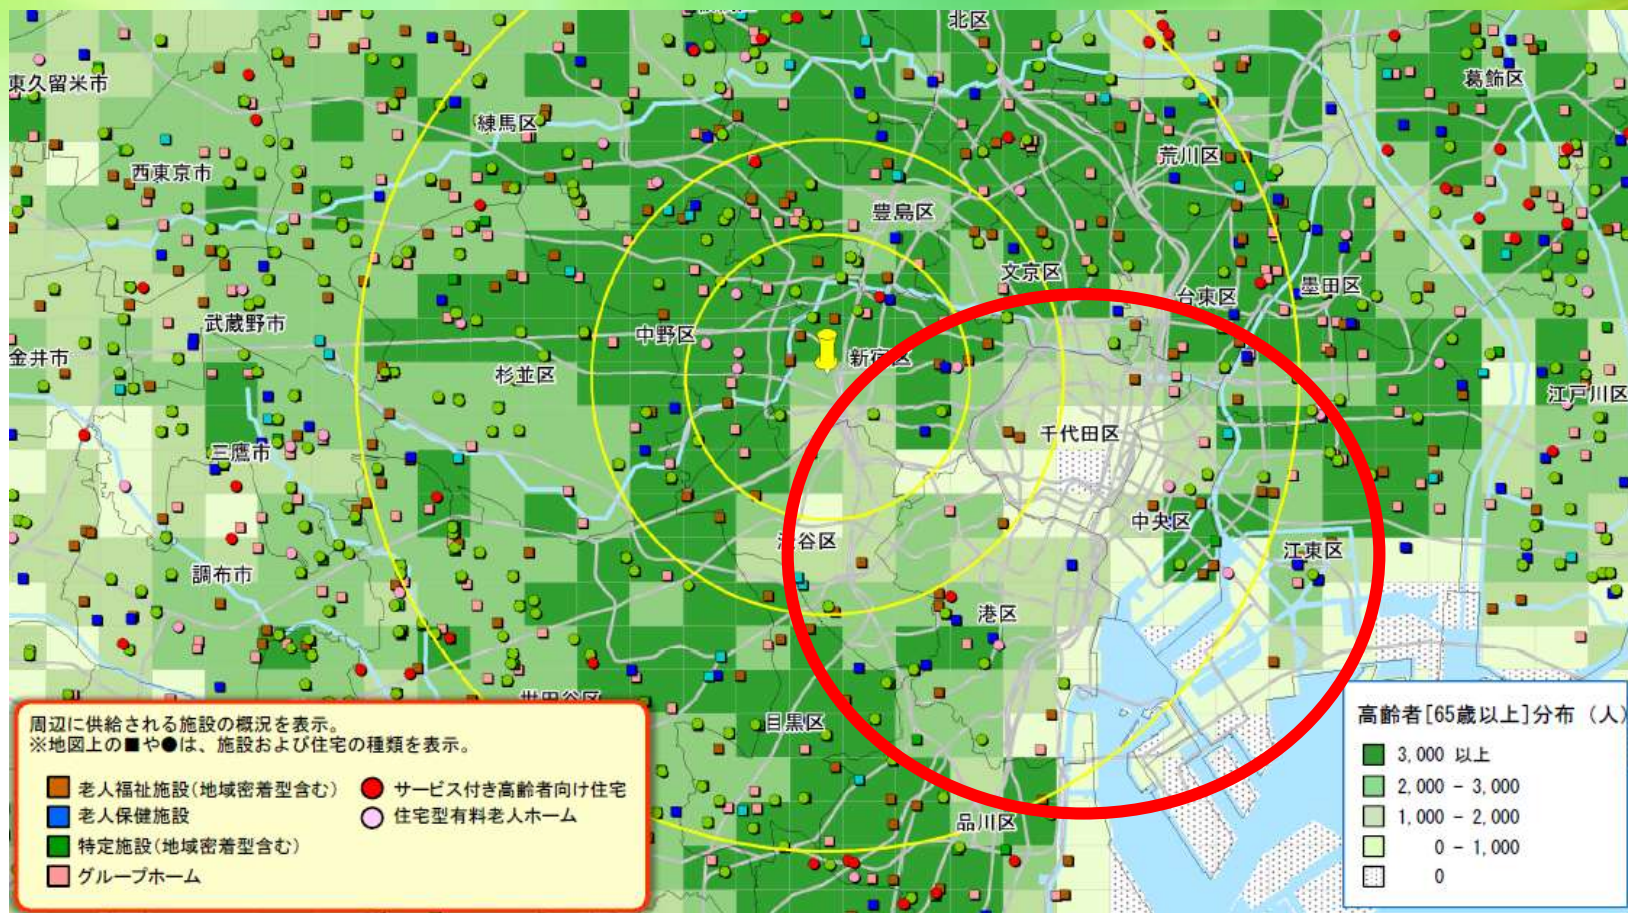 北区
東久留米市
葛飾区
練馬区
荒川区
西東京市
豊島区
文京区
台東区
墨田区
武蔵野市
中野区
金井市
新宿区
杉並区
江戸川区
千代田区
三鷹市
中央区
渋谷区
江東区
調布市
港区
世田谷区
目黒区
品川区
周辺に供給される施設の概況を表示。
※地図上の■や●は、施設および住宅の種類を表示。
老人福祉施設(地域密着型含む)
サービス付き高齢者向け住宅
老人保健施設
住宅型有料老人ホーム
特定施設(地域密着型含む)
グループホーム
高齢者[65歳以上]分布 (人)
3,000 以上
2,000 - 3,000
1,000 - 2,000
0 - 1,000
0